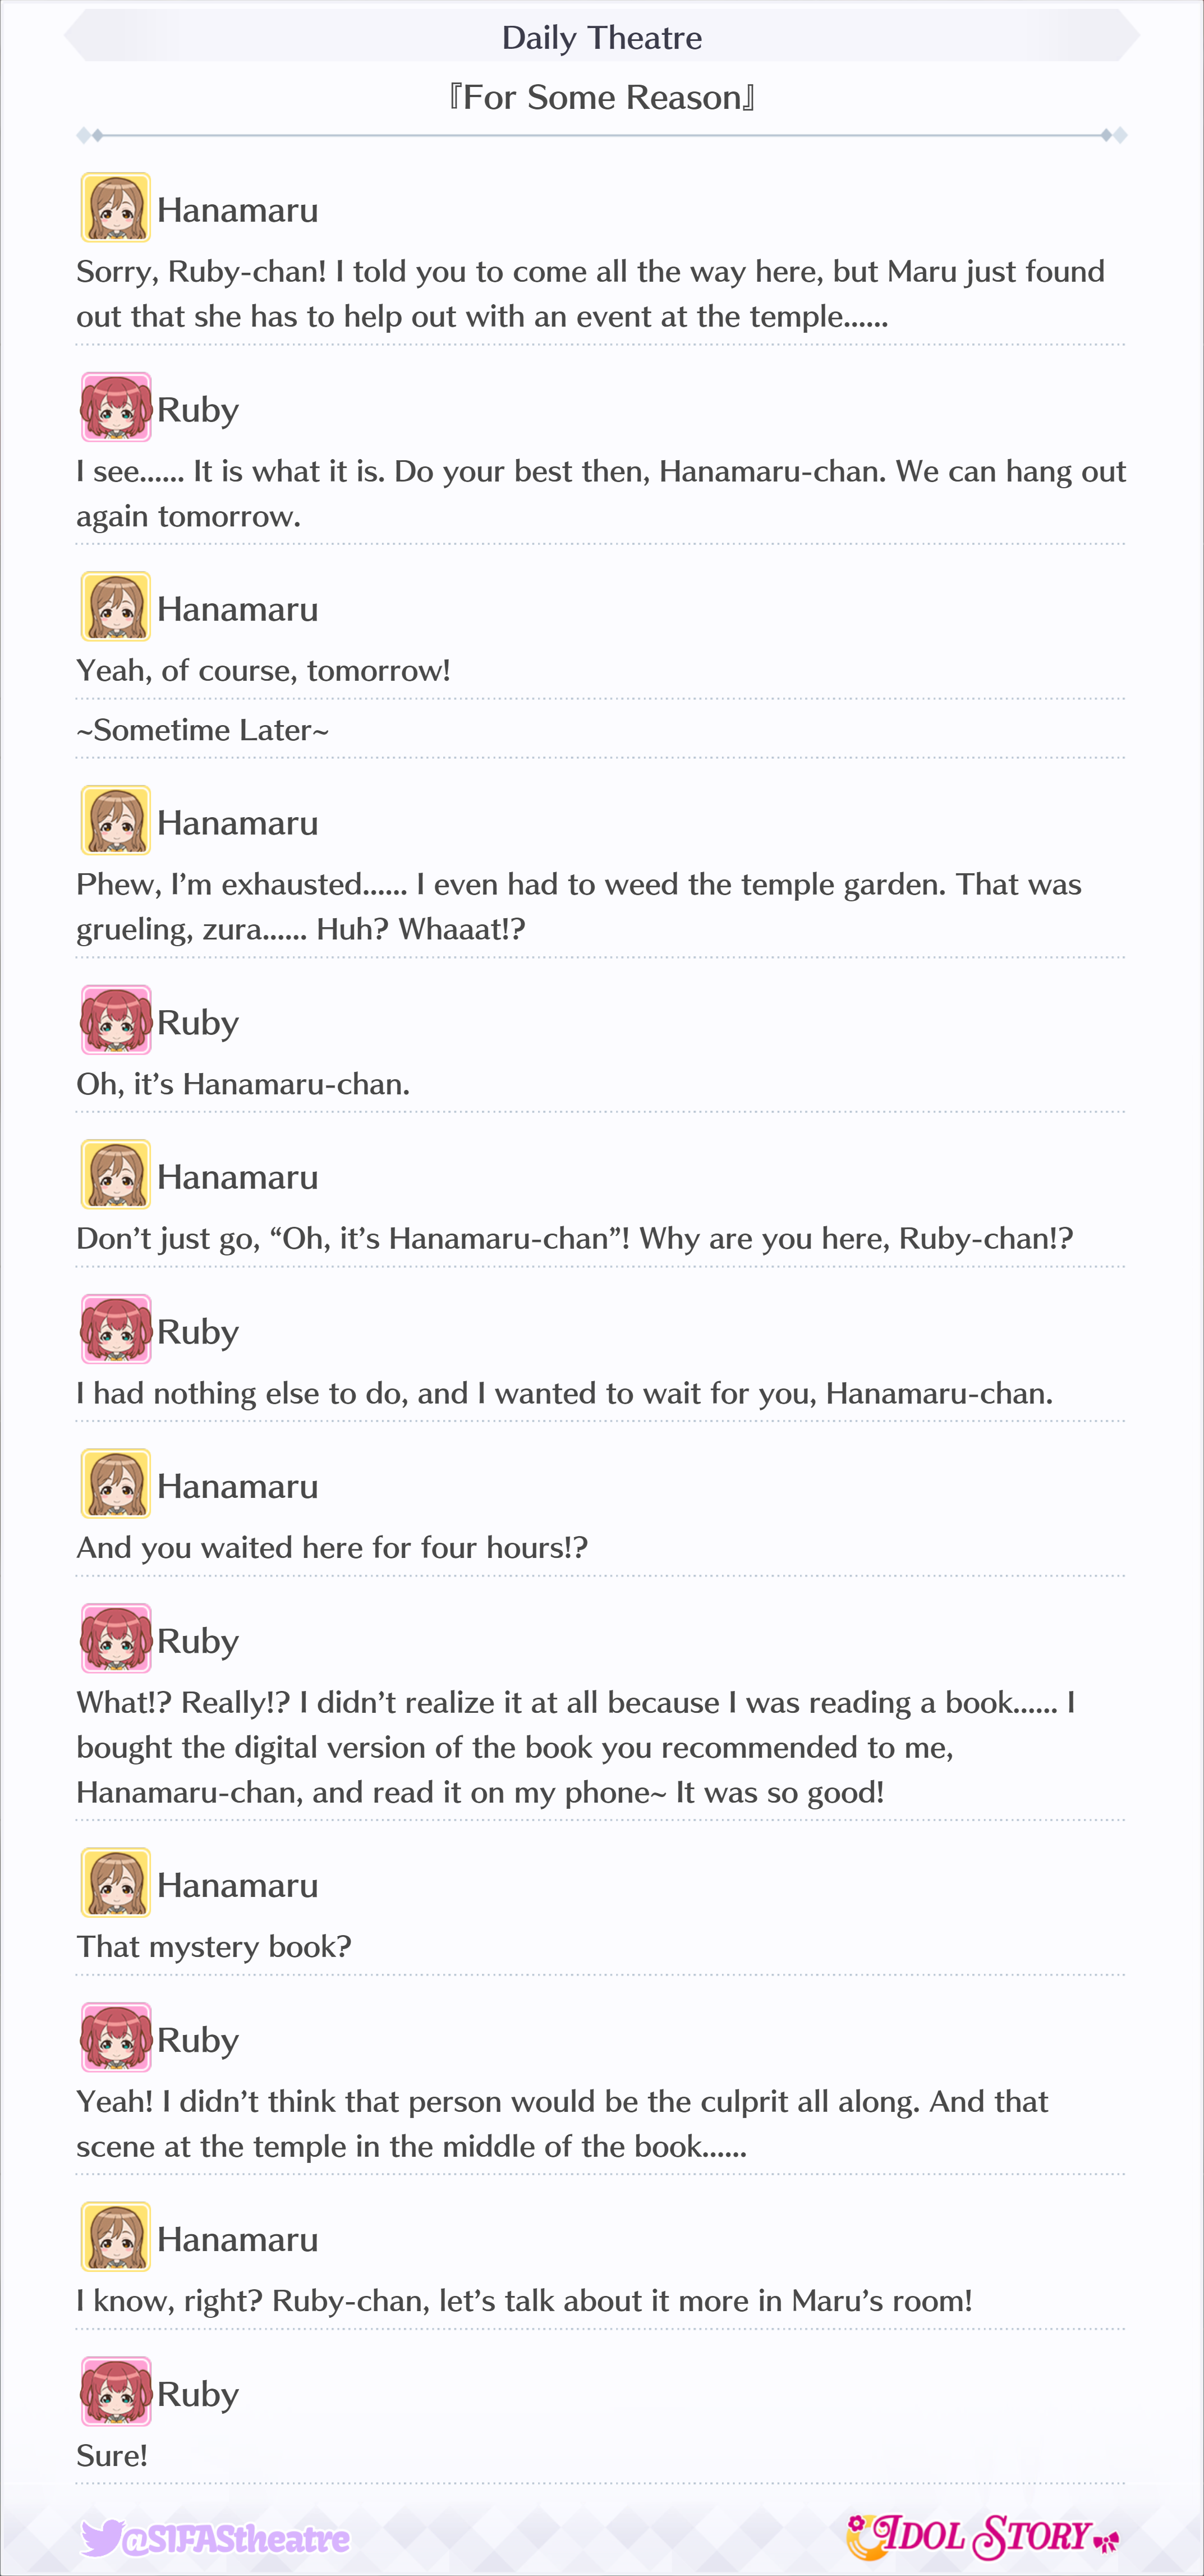 Daily Theatre
『For Some Reason』
Hanamaru
Sorry, Ruby-chan! I told you to come all the way here, but Maru just found
out that she has to help out with an event at the temple......
Ruby
I see...... It is what it is. Do your best then, Hanamaru-chan. We can hang out
again tomorrow.
Hanamaru
Yeah, of course, tomorrow!
~Sometime Later~
Hanamaru
Phew, I’m exhausted...... I even had to weed the temple garden. That was
grueling, zura...... Huh? Whaaat!?
Ruby
Oh, it’s Hanamaru-chan.
Hanamaru
Don’t just go, “Oh, it’s Hanamaru-chan”! Why are you here, Ruby-chan!?
Ruby
I had nothing else to do, and I wanted to wait for you, Hanamaru-chan.
Hanamaru
And you waited here for four hours!?
Ruby
What!? Really!? I didn’t realize it at all because I was reading a book...... I
bought the digital version of the book you recommended to me,
Hanamaru-chan, and read it on my phone~ It was so good!
Hanamaru
That mystery book?
Ruby
Yeah! I didn’t think that person would be the culprit all along. And that
scene at the temple in the middle of the book......
Hanamaru
I know, right? Ruby-chan, let’s talk about it more in Maru’s room!
Ruby
Sure!
@SIFAStheatre
IDOL STORY